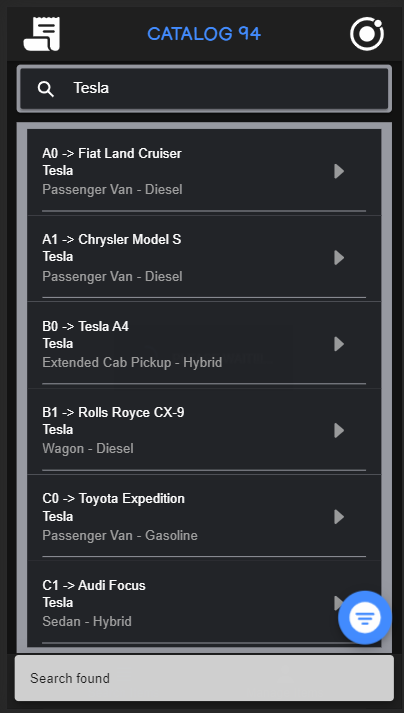 CATALOG 94
Tesla
A0 -> Fiat Land Cruiser
Tesla
Passenger Van - Diesel
A1 -> Chrysler Model S
Tesla
Passenger Van - Diesel
B0 -> Tesla A4
Tesla
Extended Cab Pickup - Hybrid
B1 -> Rolls Royce CX-9
Tesla
Wagon - Diesel
C0 -> Toyota Expedition
Tesla
Passenger Van - Gasoline
C1 -> Audi Focus
Tesla
Sedan - Hybrid
Search found